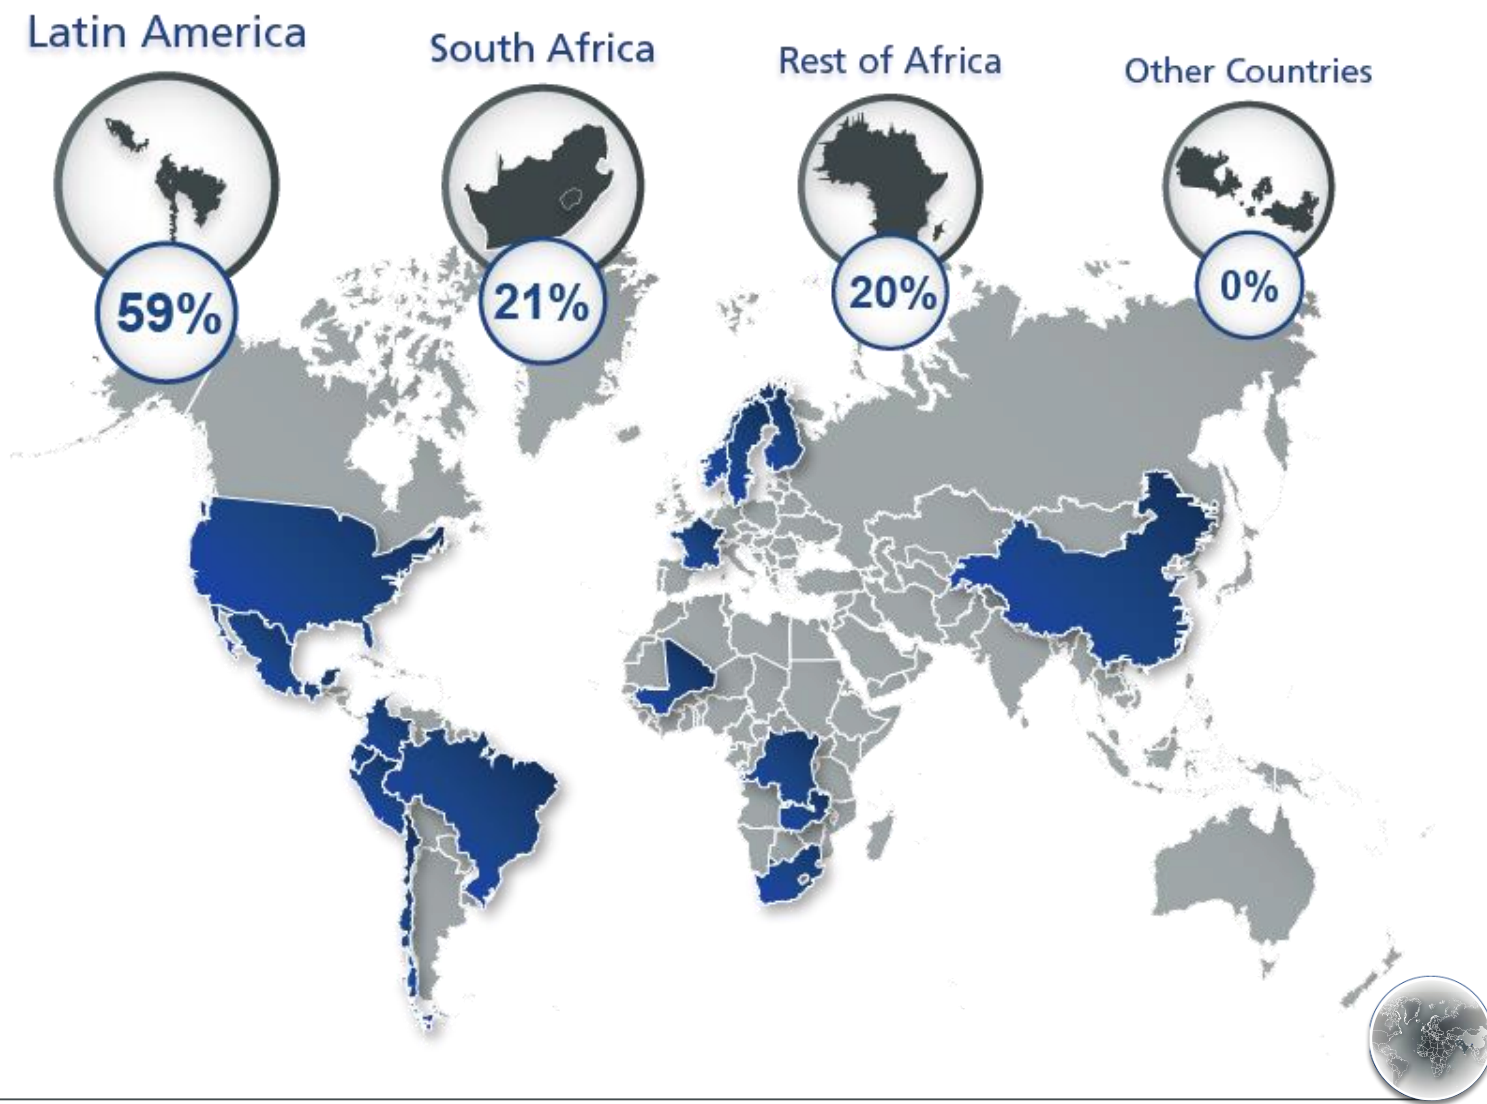 Latin America
South Africa
Rest of Africa
Other Countries
59%
21%
20%
0%